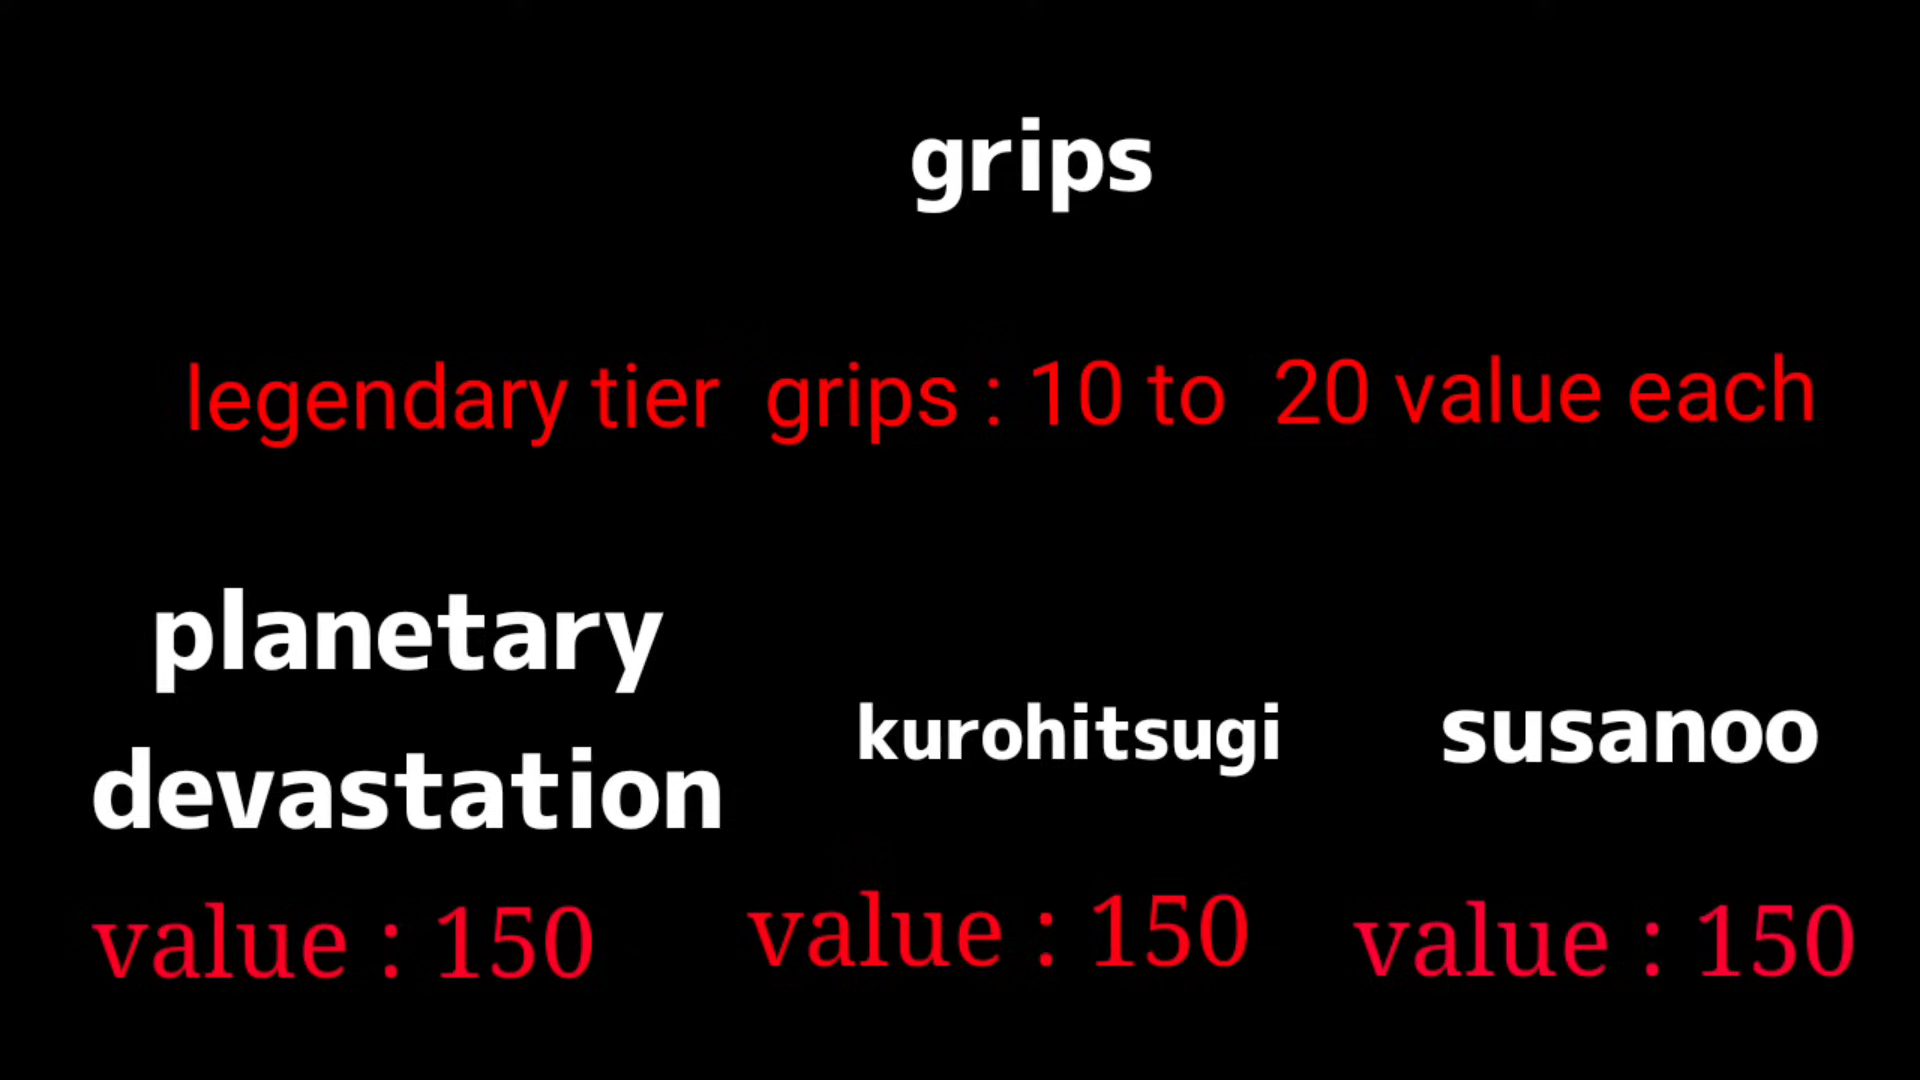 grips
legendary tier grips : 10 to 20 value each
planetary
devastation
kurohitsugi
susanoo
value : 150
value : 150
value : 150